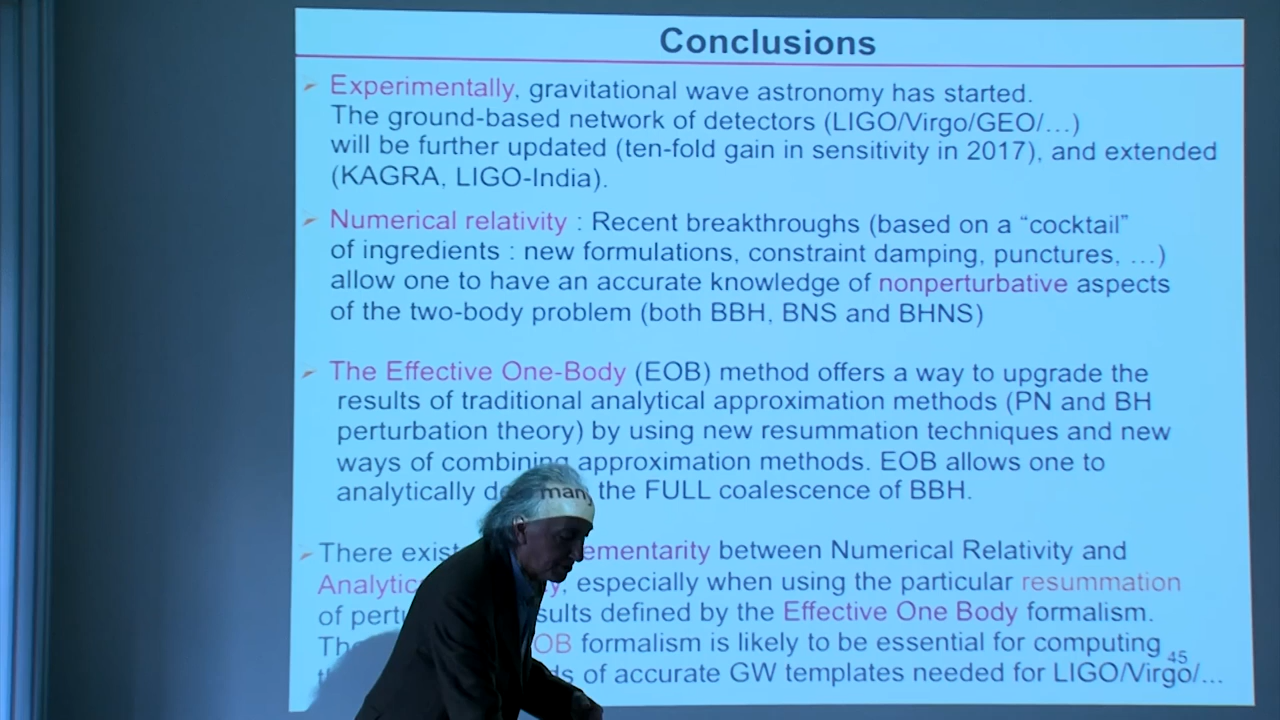 Conclusions
Experimentally, gravitational wave astronomy has started.
The ground-based network of detectors (LIGO/Virgo/GEO/…)
will be further updated (ten-fold gain in sensitivity in 2017), and extended
(KAGRA, LIGO-India).
Numerical relativity : Recent breakthroughs (based on a “cocktail”
of ingredients : new formulations, constraint damping, punctures, …)
allow one to have an accurate knowledge of nonperturbative aspects
of the two-body problem (both BBH, BNS and BHNS)
The Effective One-Body (EOB) method offers a way to upgrade the
results of traditional analytical approximation methods (PN and BH
perturbation theory) by using new resummation techniques and new
ways of combining approximation methods. EOB allows one to
analytically the FULL coalescence of BBH.
There between Numerical Relativity and
especially when using the particular resummation
of defined by the Effective One Body formalism.
formalism is likely to be essential for computing
of accurate GW templates needed for LIGO/Virgo/…
45